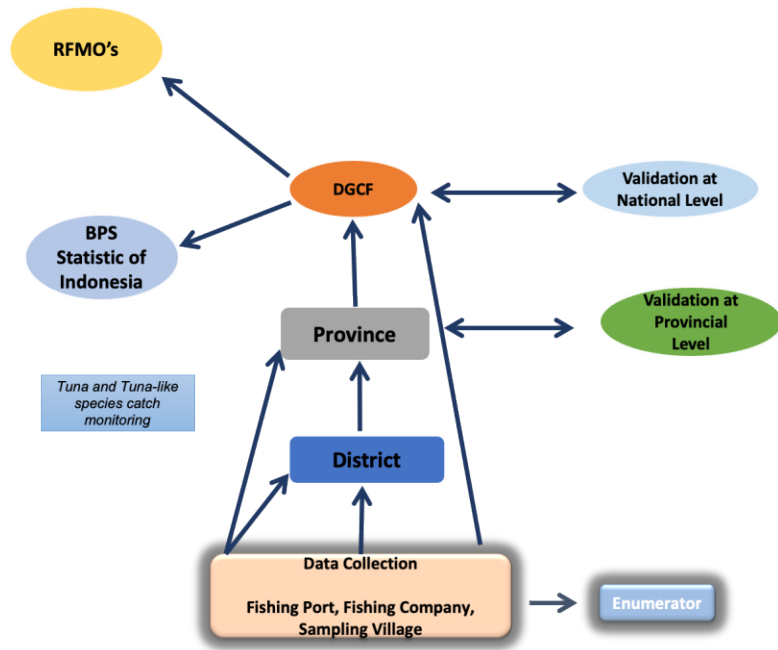 RFMO's
DGCF
Validation at
National Level
BPS
Statistic of
Indonesia
Province
Validation at
Provincial
Level
Tuna and Tuna-like
species catch
monitoring
District
Data Collection
Fishing Port, Fishing Company,
Sampling Village
Enumerator